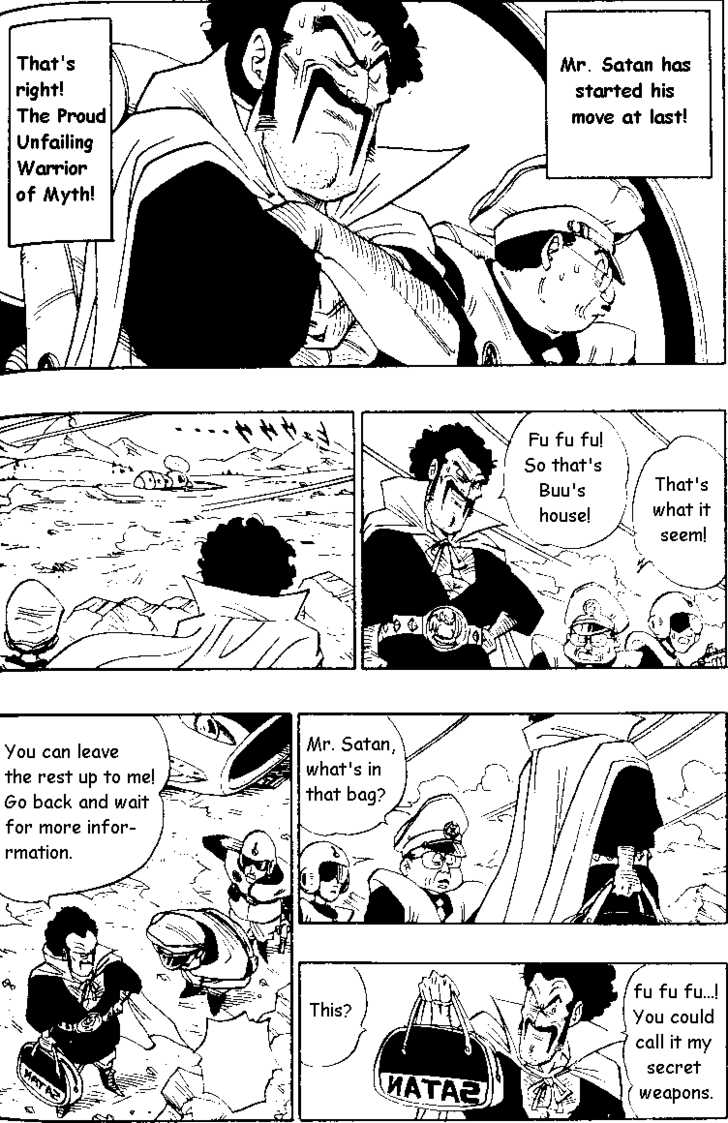 That's
right!
The Proud
Unfailing
Warrior
of Myth!
Mr. Satan has
started his
move at last!
Fu fu fu!
So that's
Buu's
house!
That's
what it
seem!
You can leave
the rest up to me!
Go back and wait
for more infor-
rmation.
SATAN
Mr. Satan,
what's in
that bag?
This?
SATAN
fu fu fu...!
You could
call it my
secret
weapons.